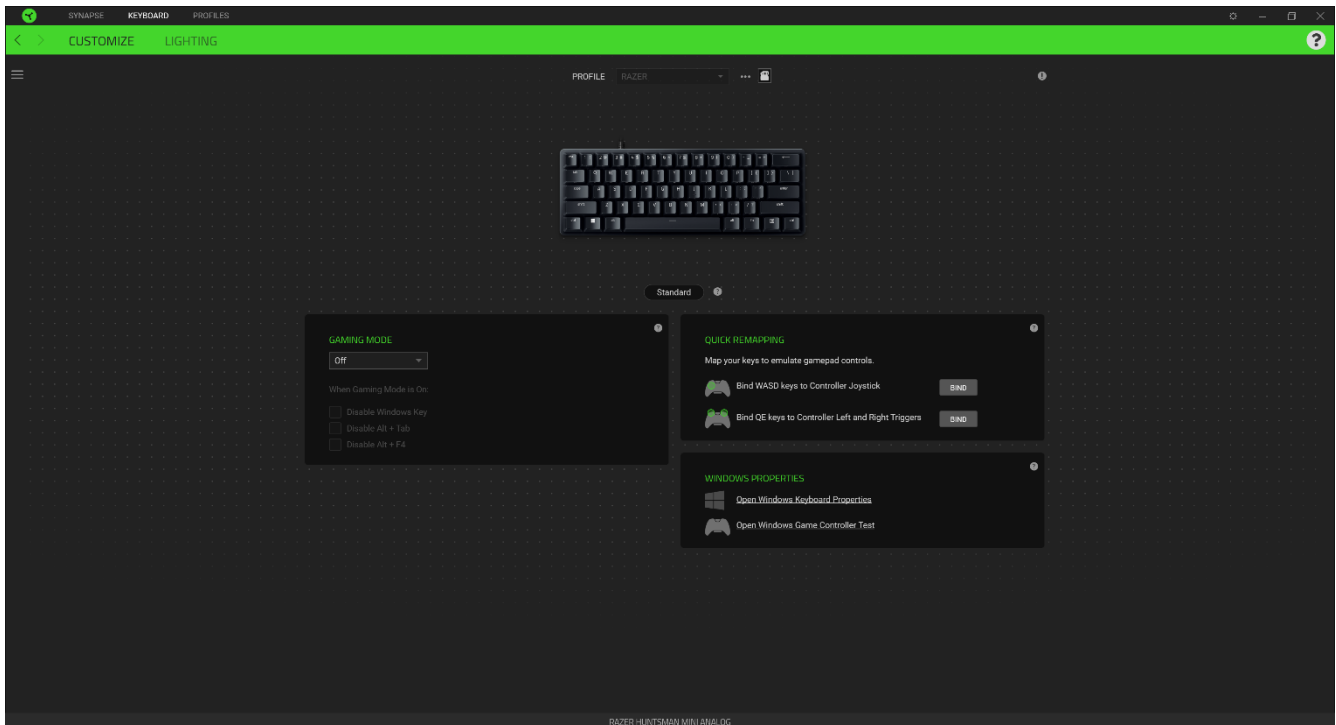 SYNAPSE KEYBOARD PROFILES
CUSTOMIZE LIGHTING
PROFILE RAZER
Standard
GAMING MODE
Off
When Gaming Mode is On:
Disable Windows Key
Disable Alt + Tab
Disable Alt + F4
QUICK REMAPPING
Map your keys to emulate gamepad controls.
Bind WASD keys to Controller Joystick BIND
Bind QE keys to Controller Left and Right Triggers BIND
WINDOWS PROPERTIES
Open Windows Keyboard Properties
Open Windows Game Controller Test
RAZER HUNTSMAN MINI ANALOG